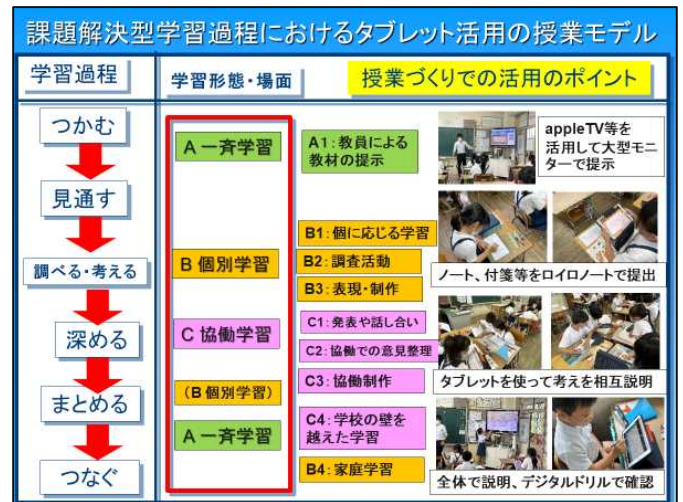 課題解決型学習過程におけるタブレット活用の授業モデル
学習過程
学習形態・場面
授業づくりでの活用のポイント
つかむ
見通す
調べる・考える
深める
まとめる
つなぐ
A 一斉学習
B 個別学習
C 協働学習
（B 個別学習）
A 一斉学習
A1：教員による
教材の提示
B1：個に応じる学習
B2：調査活動
B3：表現・制作
C1：発表や話し合い
C2：協働での意見整理
C3：協働制作
C4：学校の壁を
越えた学習
B4：家庭学習
appleTV等を
活用して大型モニ
ターで提示
ノート、付箋等をロイロノートで提出
タブレットを使って考えを相互説明
全体で説明、デジタルドリルで確認